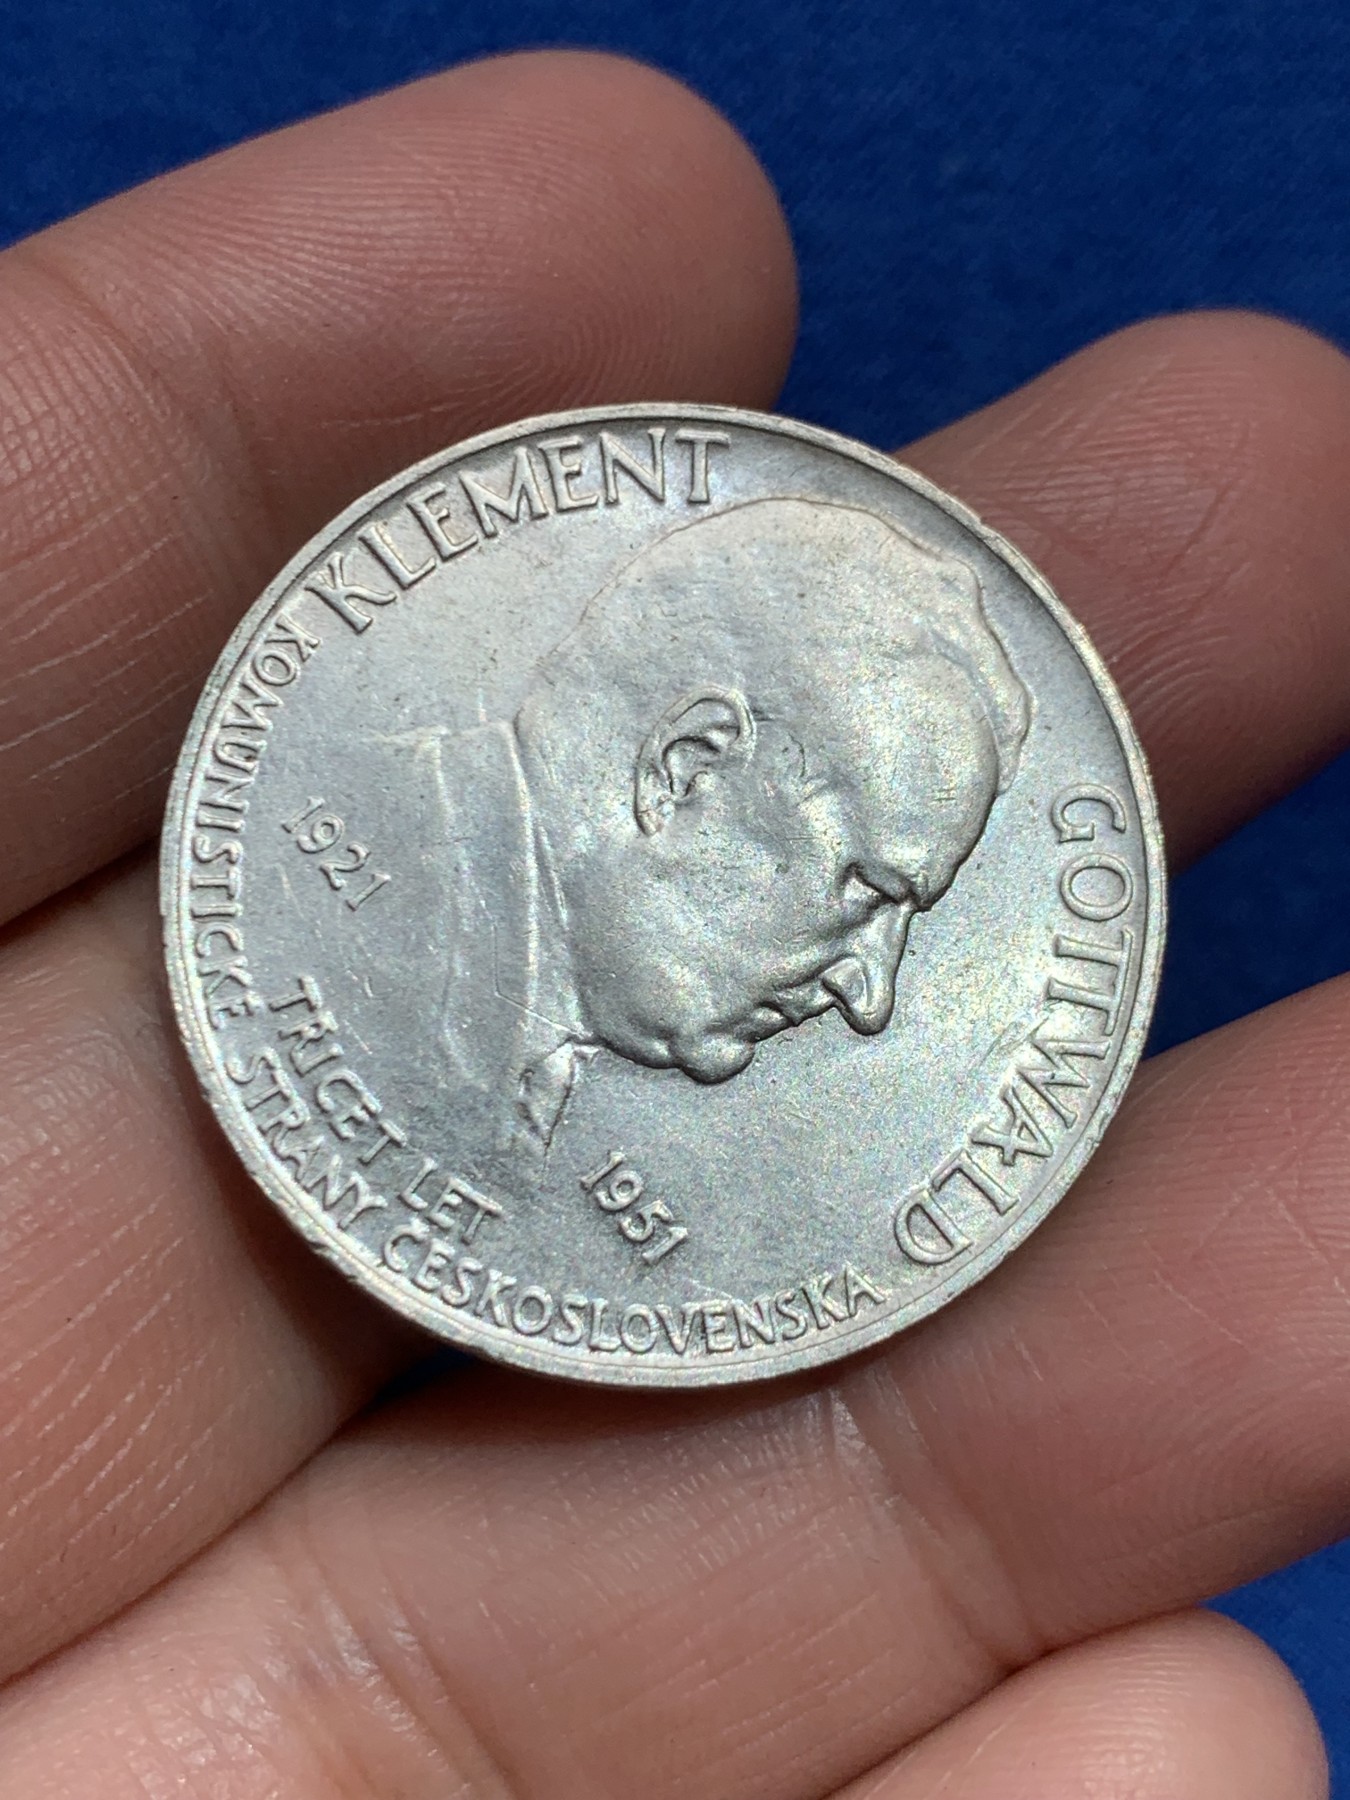 KLEMENT GOTTWALD
1921 1951
TŘICET LET
KOMUNISTICKÉ STRANY ČESKOSLOVENSKA